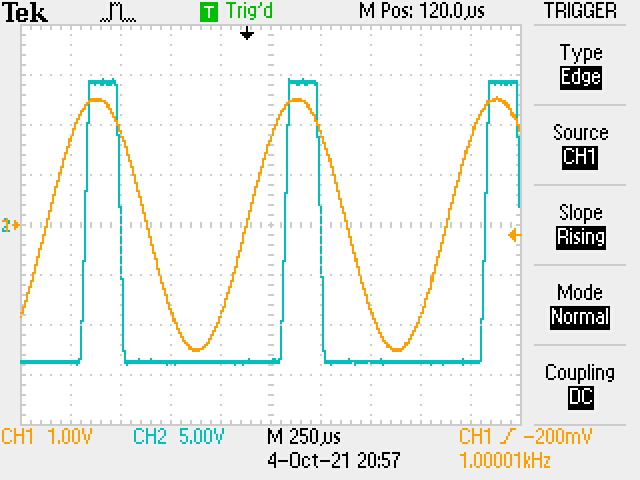 Tek T Trig'd M Pos: 120.0µs TRIGGER
Type
Edge
Source
CH1
Slope
Rising
Mode
Normal
Coupling
DC
2
CH1 1.00V CH2 5.00V M 250µs CH1 −200mV
4-Oct-21 20:57 1.00001kHz